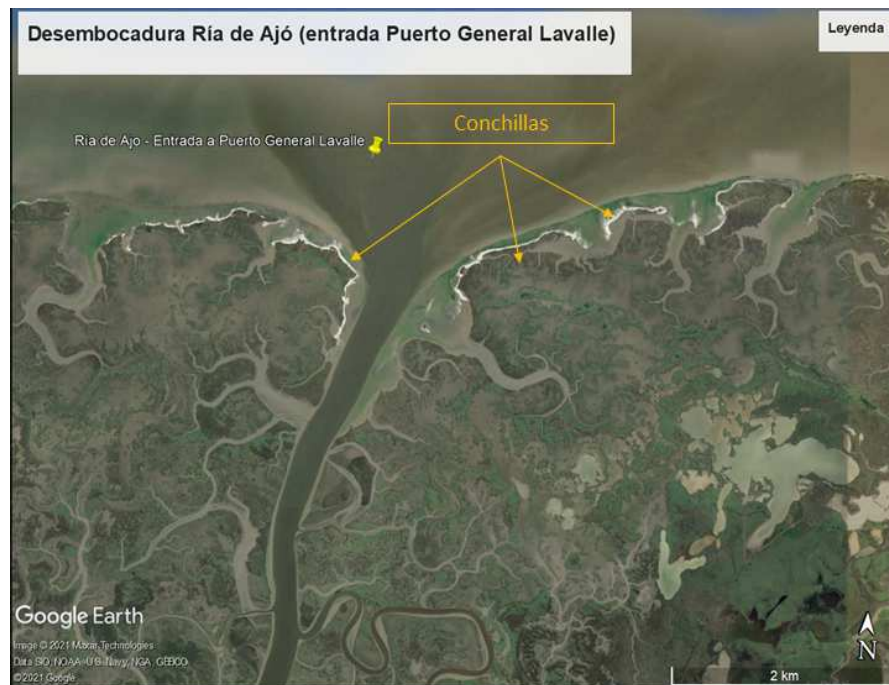 Desembocadura Ría de Ajó (entrada Puerto General Lavalle)
Leyenda
Conchillas
Ría de Ajo - Entrada a Puerto General Lavalle
Google Earth
Image © 2021 Maxar Technologies
Data SIO, NOAA, U.S. Navy, NGA, GEBCO
© 2021 Google
N
2 km